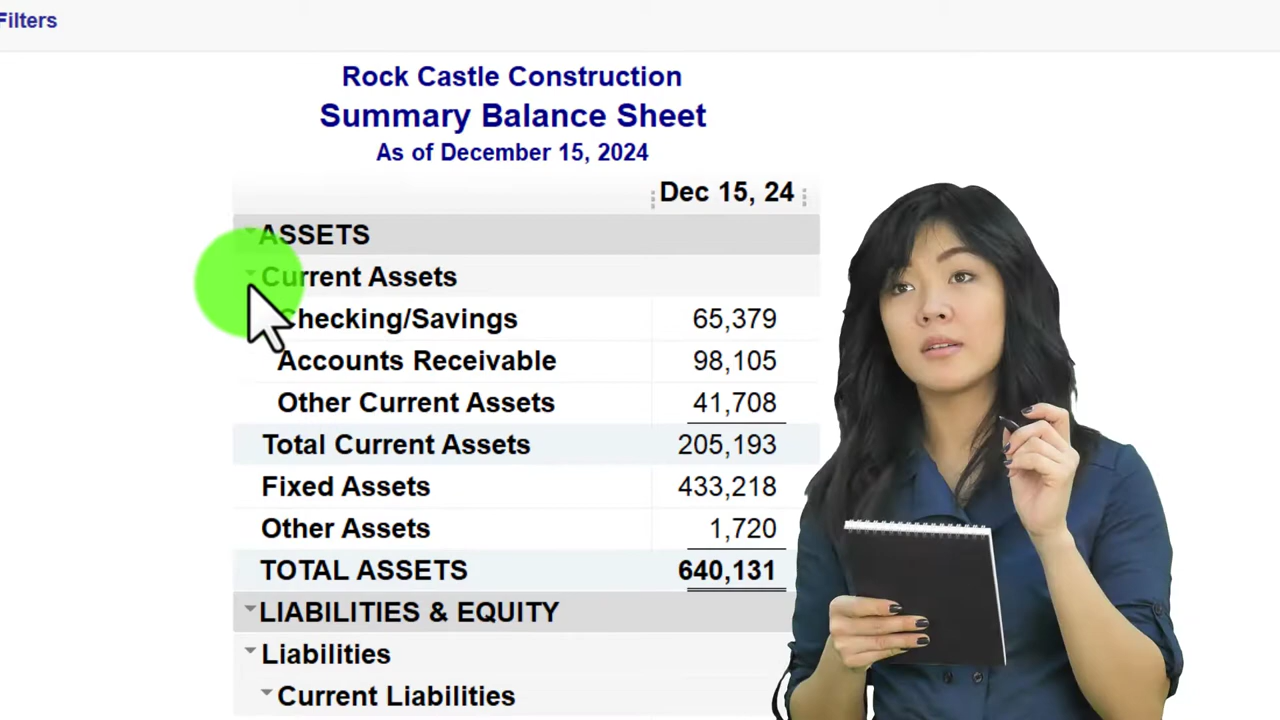 Filters
Rock Castle Construction
Summary Balance Sheet
As of December 15, 2024
Dec 15, 24
ASSETS
Current Assets
Checking/Savings 65,379
Accounts Receivable 98,105
Other Current Assets 41,708
Total Current Assets 205,193
Fixed Assets 433,218
Other Assets 1,720
TOTAL ASSETS 640,131
LIABILITIES & EQUITY
Liabilities
Current Liabilities